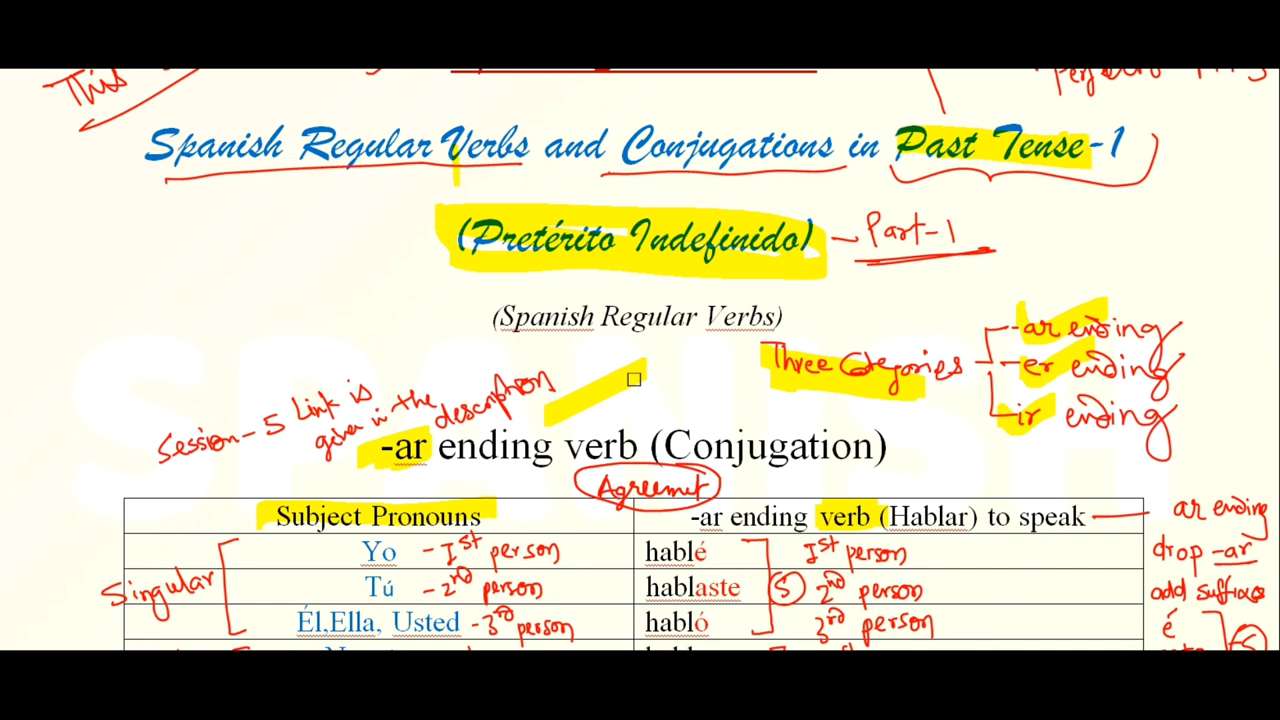 This
Spanish Regular Verbs and Conjugations in Past Tense-1
(Pretérito Indefinido) - Part-1
(Spanish Regular Verbs)
Three Categories
-ar ending
-er ending
ir ending
Session-5 Link is given in the description
-ar ending verb (Conjugation)
Agreemnt
Subject Pronouns -ar ending verb (Hablar) to speak — ar ending
Yo - Ist person hablé Ist person drop -ar
Singular Tú - 2nd person hablaste S 2nd person add suffixes
Él,Ella, Usted - 3rd person habló 3rd person é